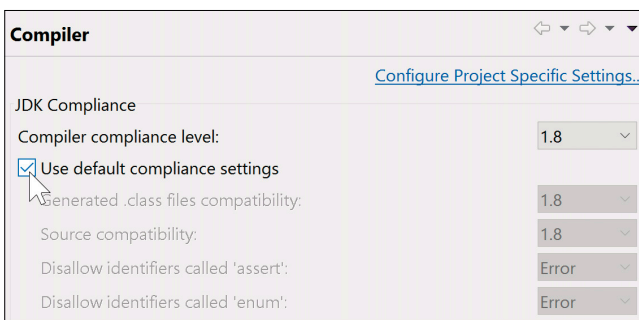 Compiler
Configure Project Specific Settings..
JDK Compliance
Compiler compliance level: 1.8
Use default compliance settings
Generated .class files compatibility: 1.8
Source compatibility: 1.8
Disallow identifiers called 'assert': Error
Disallow identifiers called 'enum': Error